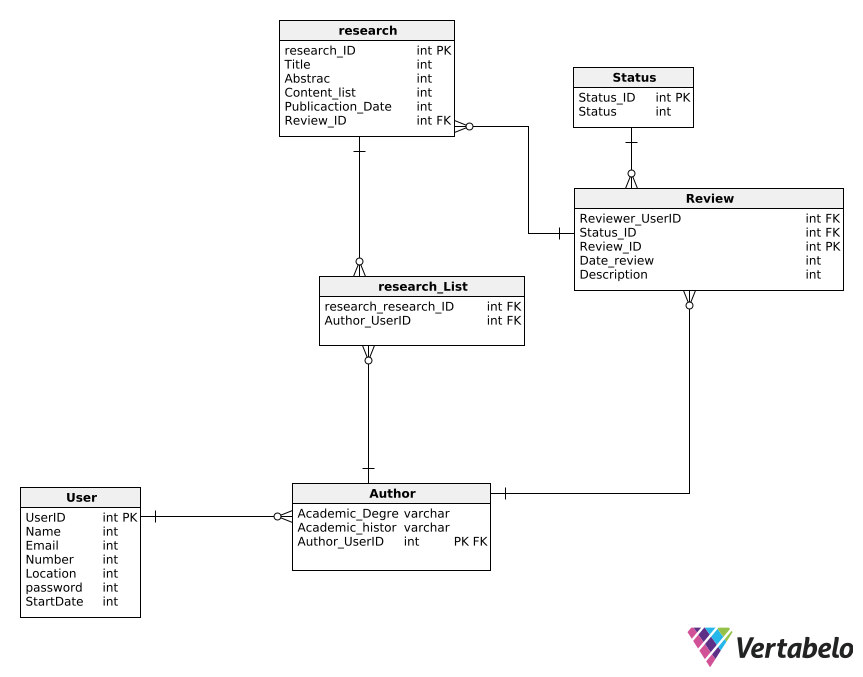 research
research_ID int PK
Title int
Abstrac int
Content_list int
Publicaction_Date int
Review_ID int FK
Status
Status_ID int PK
Status int
Review
Reviewer_UserID int FK
Status_ID int FK
Review_ID int PK
Date_review int
Description int
research_List
research_research_ID int FK
Author_UserID int FK
User
UserID int PK
Name int
Email int
Number int
Location int
password int
StartDate int
Author
Academic_Degre varchar
Academic_histor varchar
Author_UserID int PK FK
Vertabelo